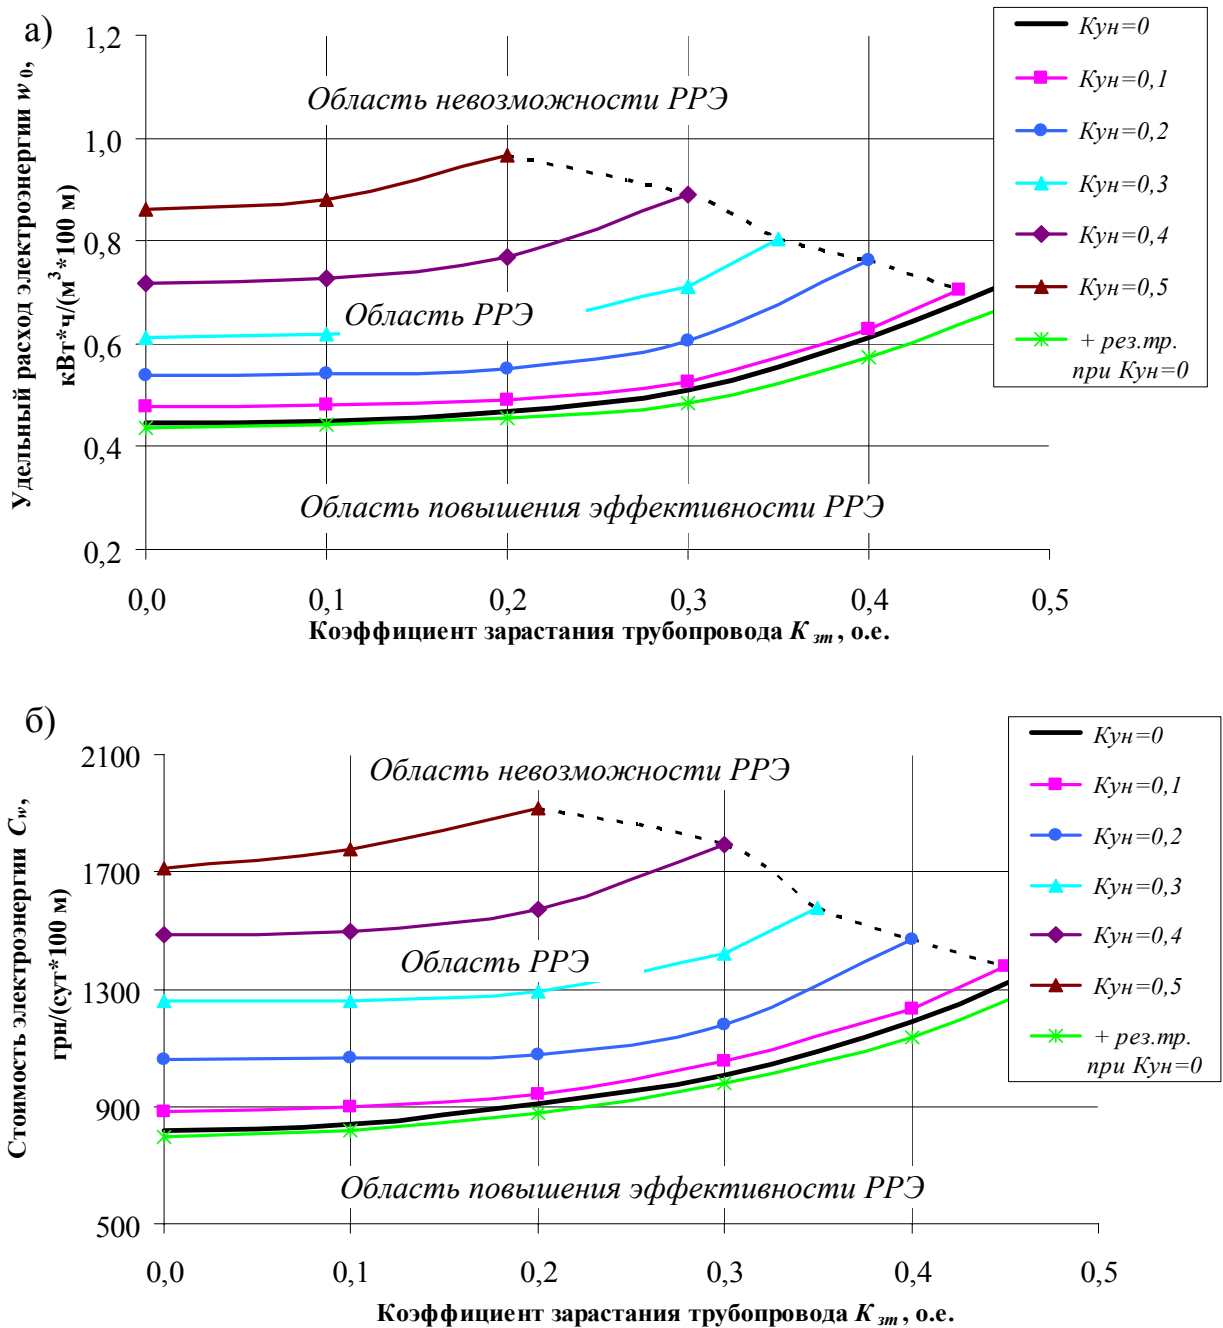 а)
Удельный расход электроэнергии w₀,
кВт*ч/(м³*100 м)
1,2
1,0
0,8
0,6
0,4
0,2
Область невозможности РРЭ
Область РРЭ
Область повышения эффективности РРЭ
0,0 0,1 0,2 0,3 0,4 0,5
Коэффициент зарастания трубопровода K зт, о.е.
Кун=0
Кун=0,1
Кун=0,2
Кун=0,3
Кун=0,4
Кун=0,5
+ рез.тр.
при Кун=0
б)
Стоимость электроэнергии Cw,
грн/(сут*100 м)
2100
1700
1300
900
500
Область невозможности РРЭ
Область РРЭ
Область повышения эффективности РРЭ
0,0 0,1 0,2 0,3 0,4 0,5
Коэффициент зарастания трубопровода K зт, о.е.
Кун=0
Кун=0,1
Кун=0,2
Кун=0,3
Кун=0,4
Кун=0,5
+ рез.тр.
при Кун=0